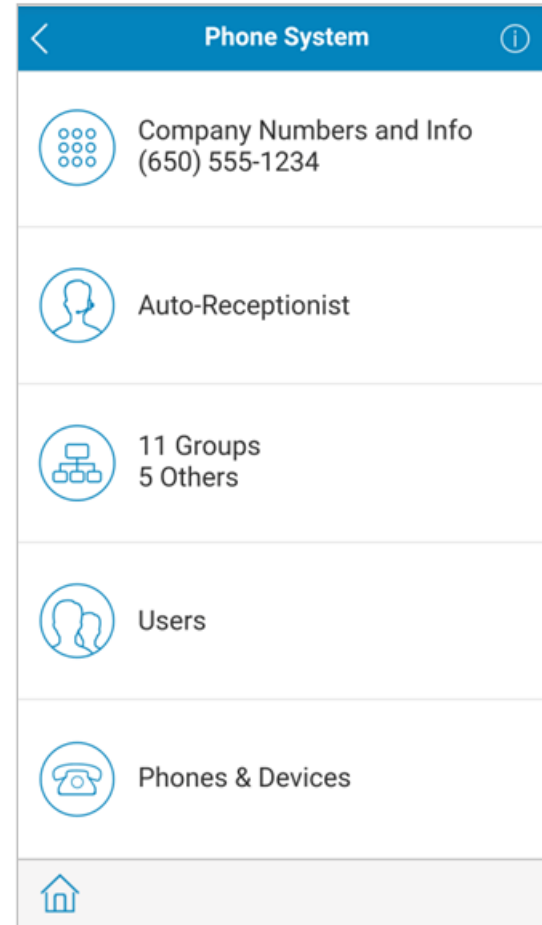 Phone System
Company Numbers and Info
(650) 555-1234
Auto-Receptionist
11 Groups
5 Others
Users
Phones & Devices